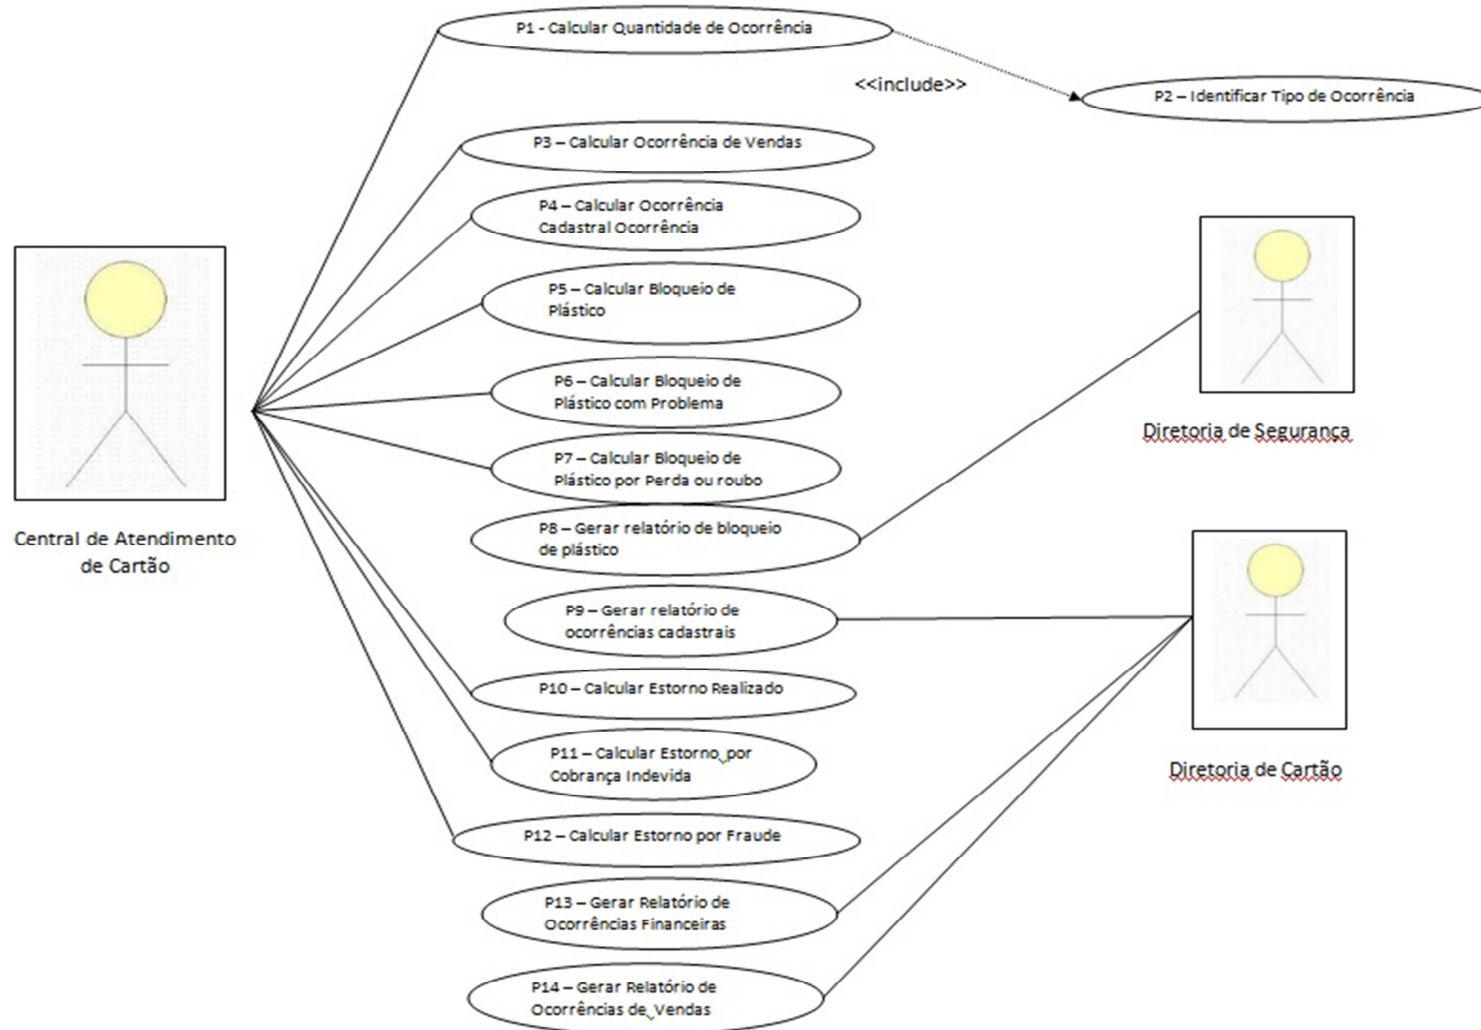 P1 - Calcular Quantidade de Ocorrência
<<include>>
P2 – Identificar Tipo de Ocorrência
P3 – Calcular Ocorrência de Vendas
P4 – Calcular Ocorrência
Cadastral Ocorrência
P5 – Calcular Bloqueio de
Plástico
P6 – Calcular Bloqueio de
Plástico com Problema
Diretoria de Segurança
P7 – Calcular Bloqueio de
Plástico por Perda ou roubo
Central de Atendimento
de Cartão
P8 – Gerar relatório de bloqueio
de plástico
P9 – Gerar relatório de
ocorrências cadastrais
P10 – Calcular Estorno Realizado
P11 – Calcular Estorno por
Cobrança Indevida
Diretoria de Cartão
P12 – Calcular Estorno por Fraude
P13 – Gerar Relatório de
Ocorrências Financeiras
P14 – Gerar Relatório de
Ocorrências de Vendas